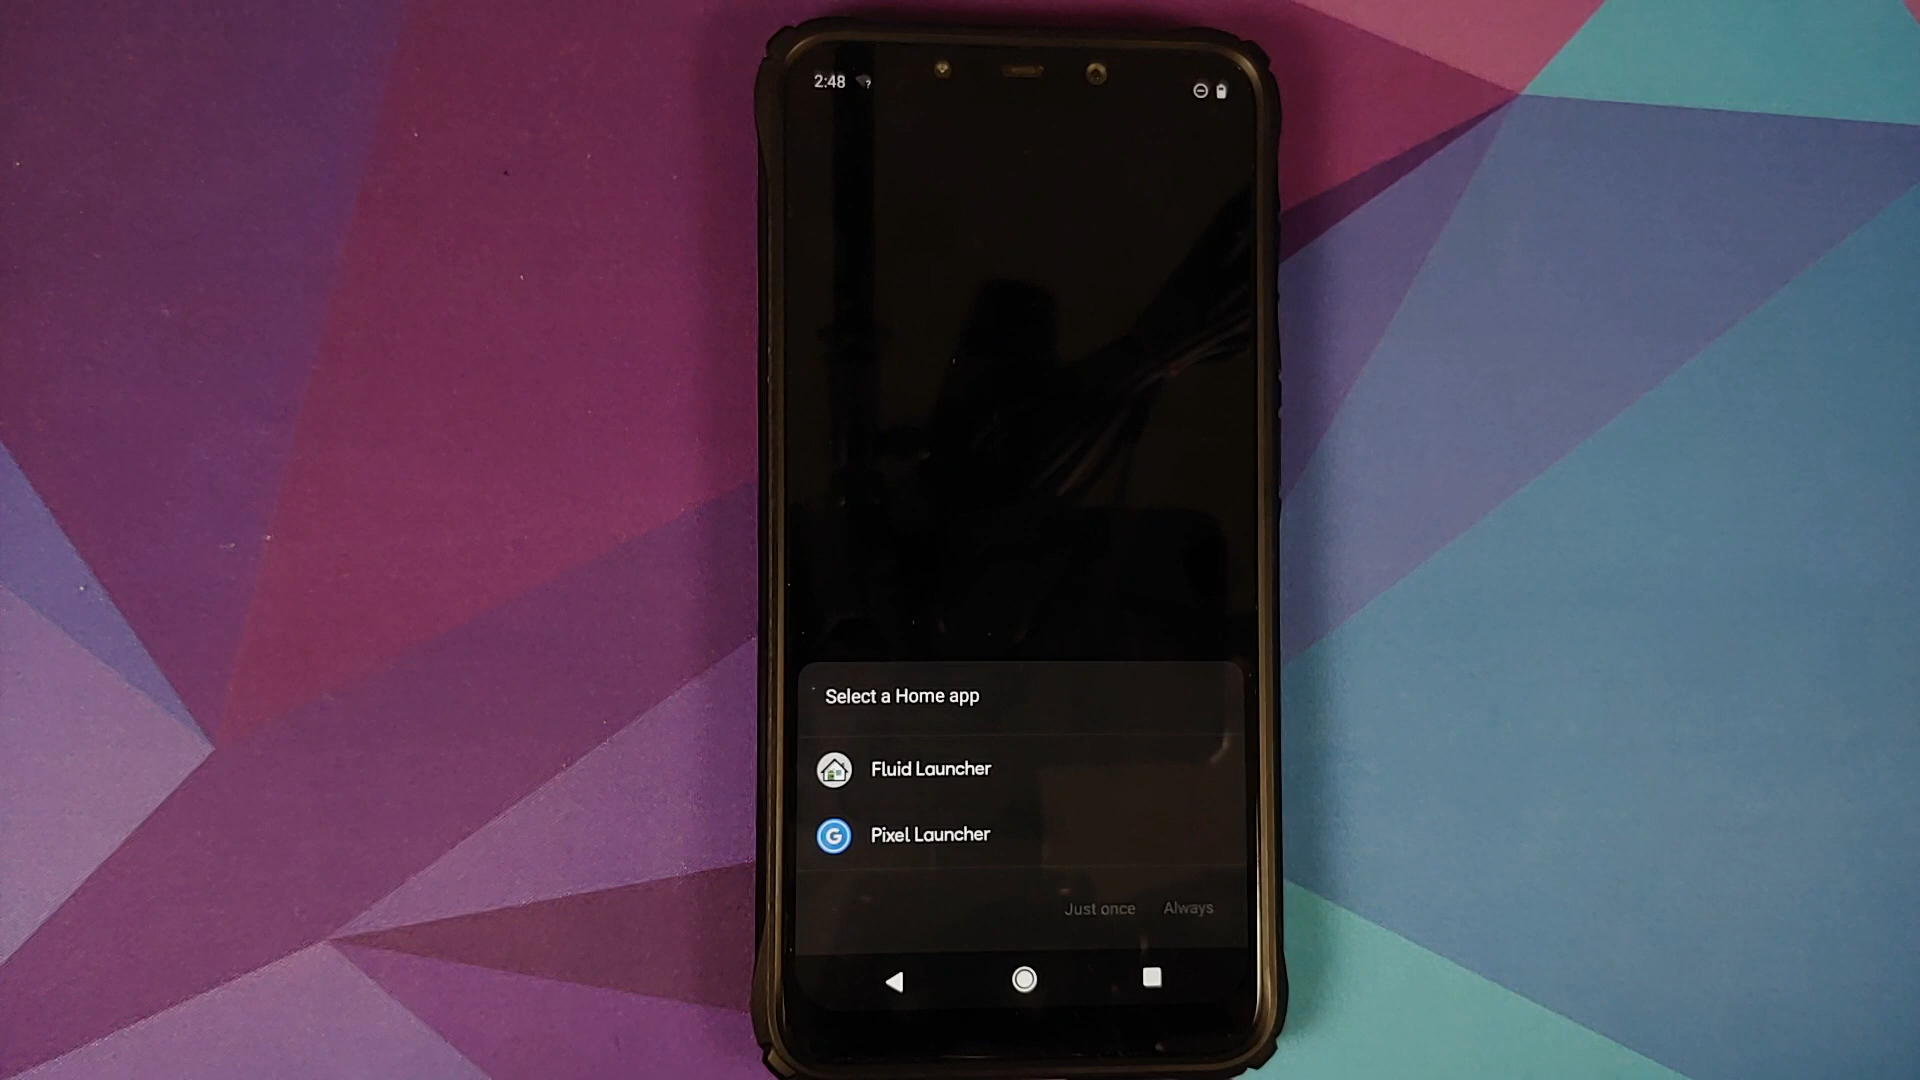 2:48
Select a Home app
Fluid Launcher
G
Pixel Launcher
Just once Always